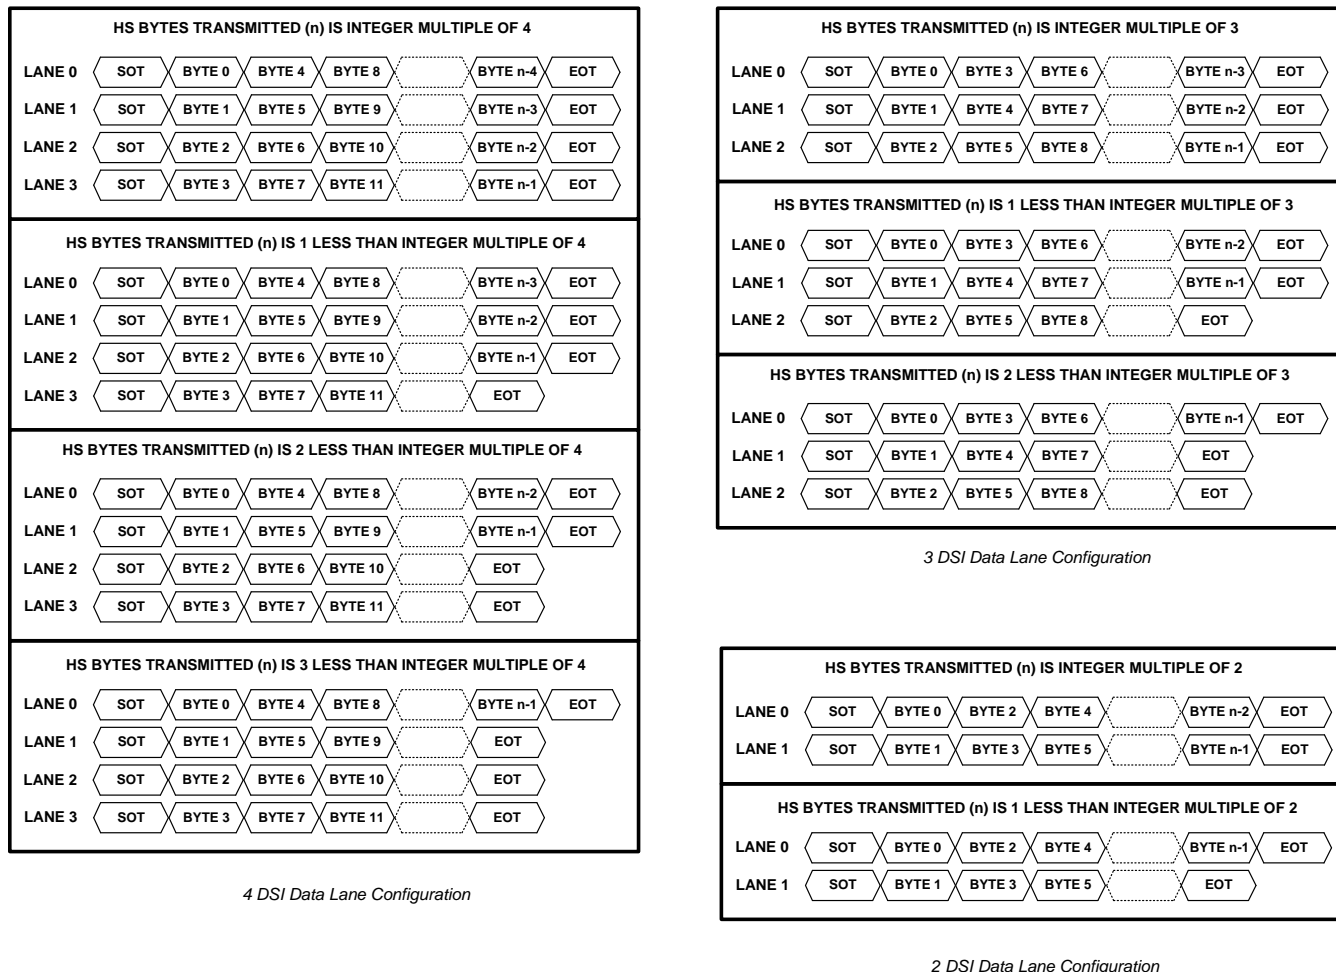 HS BYTES TRANSMITTED (n) IS INTEGER MULTIPLE OF 4
LANE 0 SOT BYTE 0 BYTE 4 BYTE 8 BYTE n-4 EOT
LANE 1 SOT BYTE 1 BYTE 5 BYTE 9 BYTE n-3 EOT
LANE 2 SOT BYTE 2 BYTE 6 BYTE 10 BYTE n-2 EOT
LANE 3 SOT BYTE 3 BYTE 7 BYTE 11 BYTE n-1 EOT
HS BYTES TRANSMITTED (n) IS 1 LESS THAN INTEGER MULTIPLE OF 4
LANE 0 SOT BYTE 0 BYTE 4 BYTE 8 BYTE n-3 EOT
LANE 1 SOT BYTE 1 BYTE 5 BYTE 9 BYTE n-2 EOT
LANE 2 SOT BYTE 2 BYTE 6 BYTE 10 BYTE n-1 EOT
LANE 3 SOT BYTE 3 BYTE 7 BYTE 11 EOT
HS BYTES TRANSMITTED (n) IS 2 LESS THAN INTEGER MULTIPLE OF 4
LANE 0 SOT BYTE 0 BYTE 4 BYTE 8 BYTE n-2 EOT
LANE 1 SOT BYTE 1 BYTE 5 BYTE 9 BYTE n-1 EOT
LANE 2 SOT BYTE 2 BYTE 6 BYTE 10 EOT
LANE 3 SOT BYTE 3 BYTE 7 BYTE 11 EOT
HS BYTES TRANSMITTED (n) IS 3 LESS THAN INTEGER MULTIPLE OF 4
LANE 0 SOT BYTE 0 BYTE 4 BYTE 8 BYTE n-1 EOT
LANE 1 SOT BYTE 1 BYTE 5 BYTE 9 EOT
LANE 2 SOT BYTE 2 BYTE 6 BYTE 10 EOT
LANE 3 SOT BYTE 3 BYTE 7 BYTE 11 EOT
4 DSI Data Lane Configuration
HS BYTES TRANSMITTED (n) IS INTEGER MULTIPLE OF 3
LANE 0 SOT BYTE 0 BYTE 3 BYTE 6 BYTE n-3 EOT
LANE 1 SOT BYTE 1 BYTE 4 BYTE 7 BYTE n-2 EOT
LANE 2 SOT BYTE 2 BYTE 5 BYTE 8 BYTE n-1 EOT
HS BYTES TRANSMITTED (n) IS 1 LESS THAN INTEGER MULTIPLE OF 3
LANE 0 SOT BYTE 0 BYTE 3 BYTE 6 BYTE n-2 EOT
LANE 1 SOT BYTE 1 BYTE 4 BYTE 7 BYTE n-1 EOT
LANE 2 SOT BYTE 2 BYTE 5 BYTE 8 EOT
HS BYTES TRANSMITTED (n) IS 2 LESS THAN INTEGER MULTIPLE OF 3
LANE 0 SOT BYTE 0 BYTE 3 BYTE 6 BYTE n-1 EOT
LANE 1 SOT BYTE 1 BYTE 4 BYTE 7 EOT
LANE 2 SOT BYTE 2 BYTE 5 BYTE 8 EOT
3 DSI Data Lane Configuration
HS BYTES TRANSMITTED (n) IS INTEGER MULTIPLE OF 2
LANE 0 SOT BYTE 0 BYTE 2 BYTE 4 BYTE n-2 EOT
LANE 1 SOT BYTE 1 BYTE 3 BYTE 5 BYTE n-1 EOT
HS BYTES TRANSMITTED (n) IS 1 LESS THAN INTEGER MULTIPLE OF 2
LANE 0 SOT BYTE 0 BYTE 2 BYTE 4 BYTE n-1 EOT
LANE 1 SOT BYTE 1 BYTE 3 BYTE 5 EOT
2 DSI Data Lane Configuration